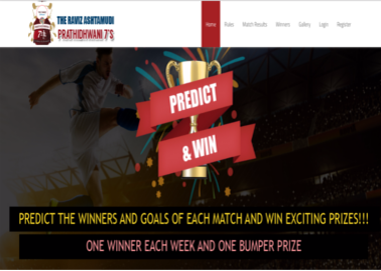 THE RAVIZ ASHTAMUDI
PRATHIDHWANI 7'S
7's
Home Rules Match Results Winners Gallery Login Register
PREDICT
& WIN
PREDICT THE WINNERS AND GOALS OF EACH MATCH AND WIN EXCITING PRIZES!!!
ONE WINNER EACH WEEK AND ONE BUMPER PRIZE